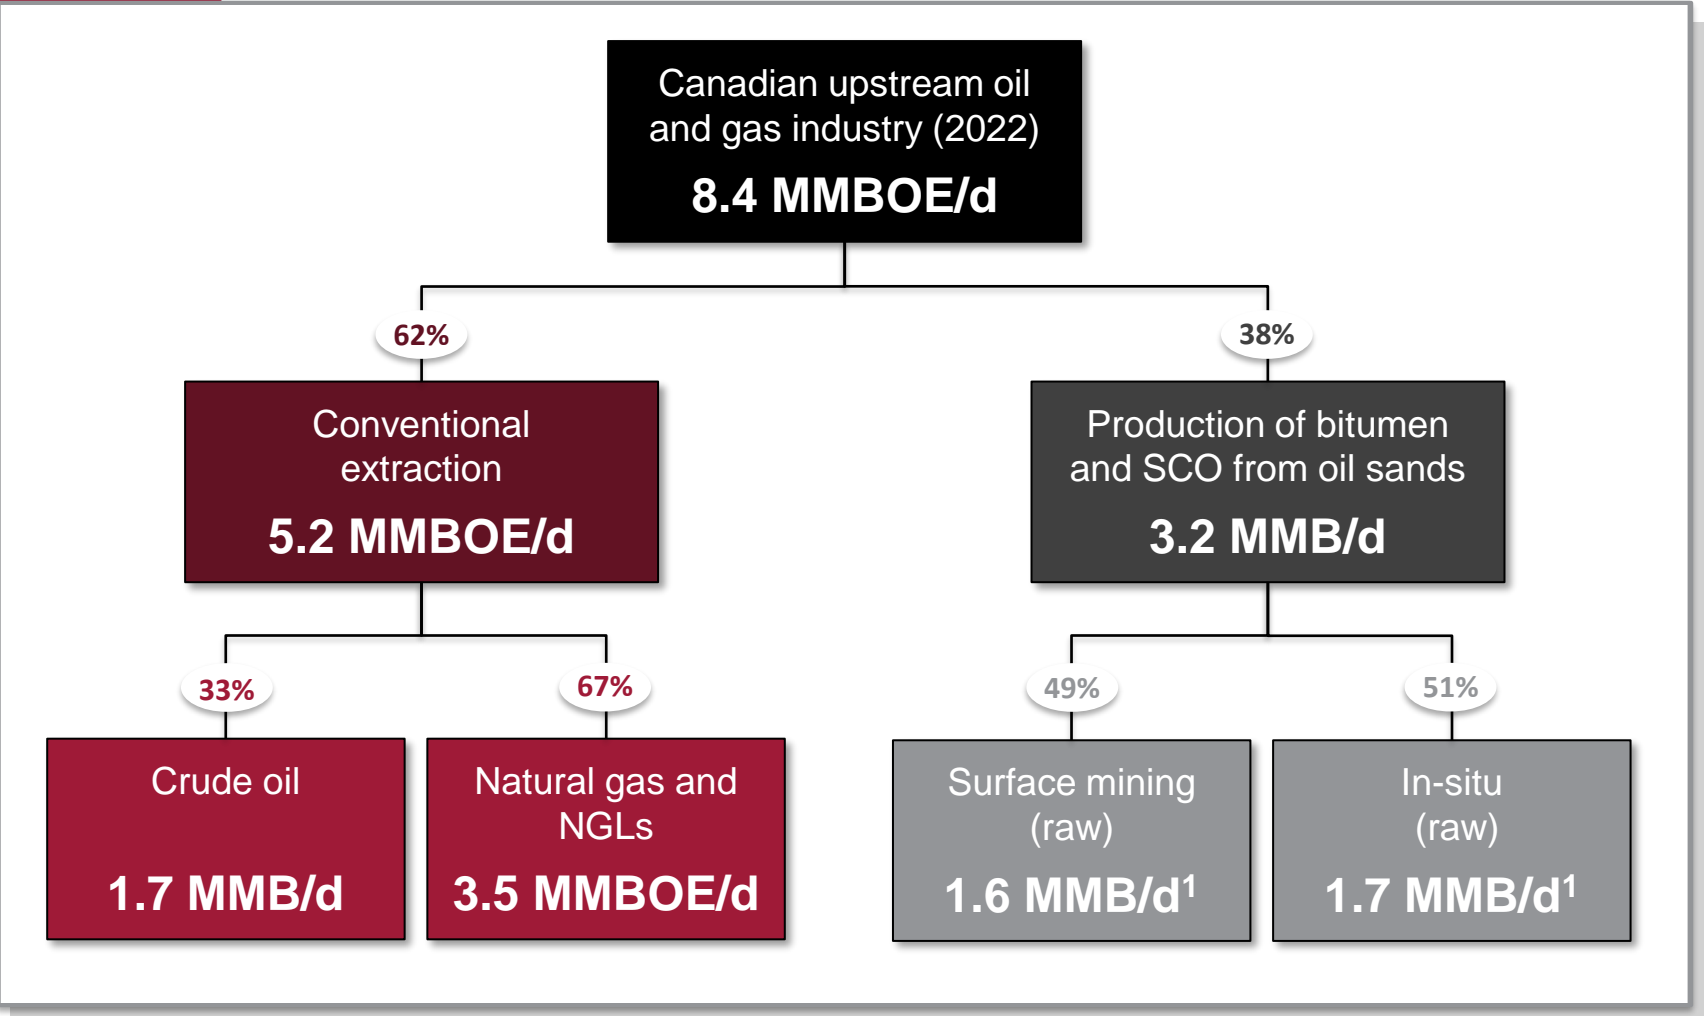 Canadian upstream oil
and gas industry (2022)
8.4 MMBOE/d
62%
38%
Conventional
extraction
5.2 MMBOE/d
Production of bitumen
and SCO from oil sands
3.2 MMB/d
33%
67%
49%
51%
Crude oil
1.7 MMB/d
Natural gas and
NGLs
3.5 MMBOE/d
Surface mining
(raw)
1.6 MMB/d¹
In-situ
(raw)
1.7 MMB/d¹